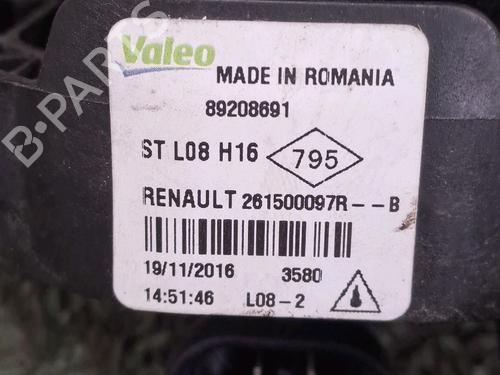 Valeo
MADE IN ROMANIA
89208691
ST L08 H16 795
RENAULT 261500097R--B
19/11/2016 3580
14:51:46 L08-2
B-PARTS